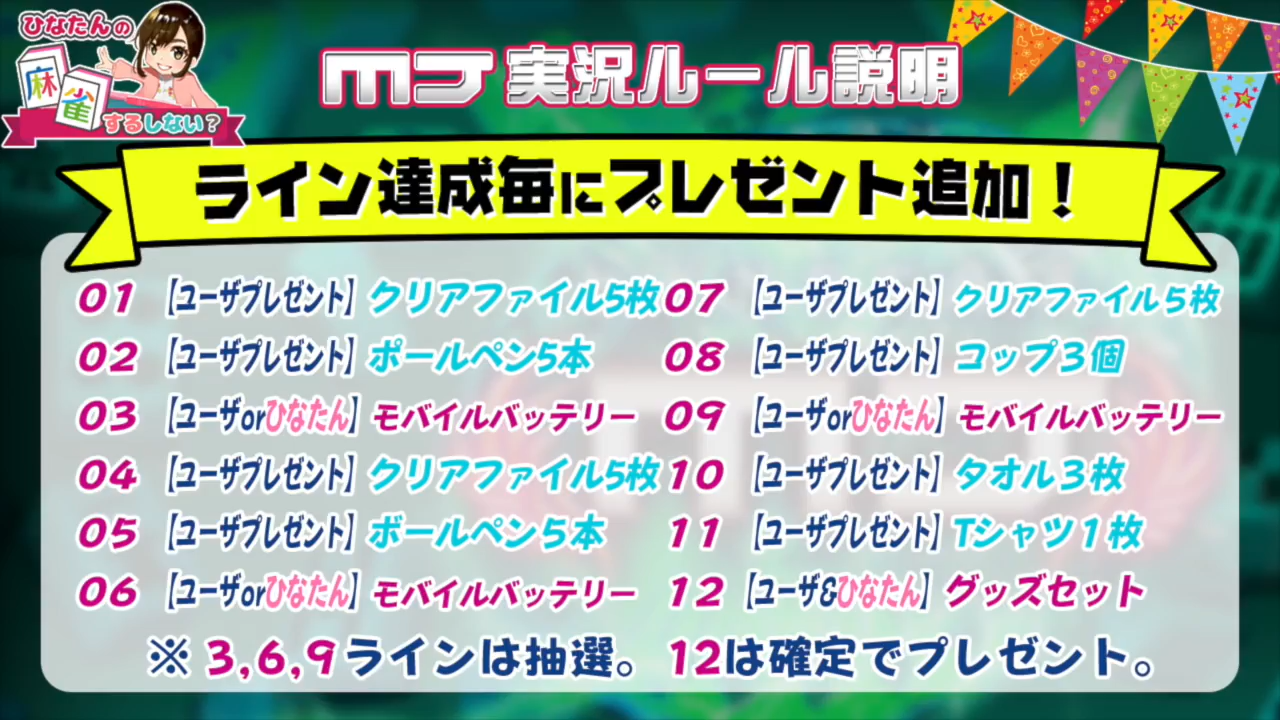 ひなたんの
麻雀
するしない?
MJ 実況ルール説明
ライン達成毎にプレゼント追加!
01 【ユーザプレゼント】 クリアファイル5枚
02 【ユーザプレゼント】 ポールペン5本
03 【ユーザorひなたん】 モバイルバッテリー
04 【ユーザプレゼント】 クリアファイル5枚
05 【ユーザプレゼント】 ボールペン5本
06 【ユーザorひなたん】 モバイルバッテリー
07 【ユーザプレゼント】 クリアファイル5枚
08 【ユーザプレゼント】 コップ3個
09 【ユーザorひなたん】 モバイルバッテリー
10 【ユーザプレゼント】 タオル3枚
11 【ユーザプレゼント】 Tシャツ1枚
12 【ユーザ&ひなたん】 グッズセット
※ 3,6,9ラインは抽選。 12は確定でプレゼント。